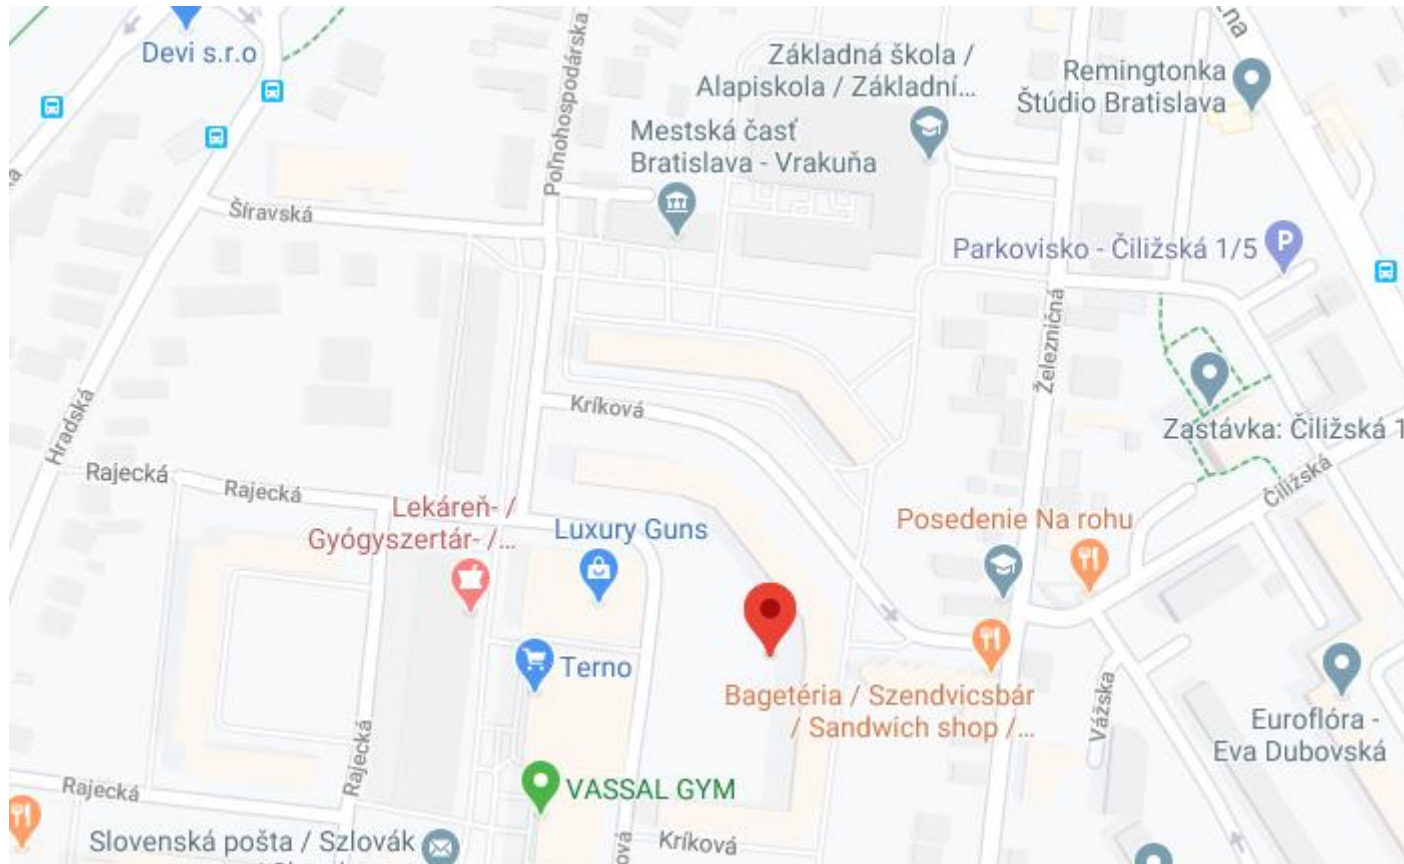 Devi s.r.o
Poľnohospodárska
Základná škola /
Alapiskola / Základní...
Remingtonka
Štúdio Bratislava
Mestská časť
Bratislava - Vrakuňa
Šíravská
Parkovisko - Čiližská 1/5
P
Železničná
Hradská
Kríková
Zastávka: Čiližská 1
Rajecká
Rajecká
Čiližská
Lekáreň- /
Gyógyszertár- /...
Luxury Guns
Posedenie Na rohu
Terno
Bagetéria / Szendvicsbár
/ Sandwich shop /...
Vážska
Euroflóra -
Eva Dubovská
Rajecká
Rajecká
VASSAL GYM
Slovenská pošta / Szlovák
Kríková